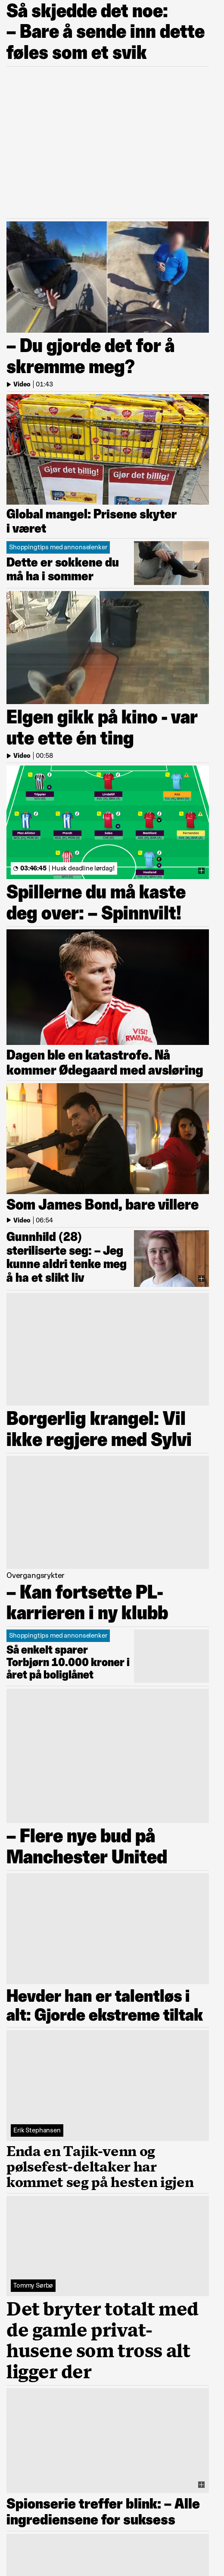 Så skjedde det noe:
– Bare å sende inn dette
føles som et svik
– Du gjorde det for å
skremme meg?
Video | 01:43
Gjør det billig!
Gjør det billig!
Global mangel: Prisene skyter
i været
Shoppingtips med annonselenker
Dette er sokkene du
må ha i sommer
Elgen gikk på kino - var
ute etter én ting
Video | 00:58
03:46:45 | Husk deadline lørdag!
Spillerne du må kaste
deg over: – Spinnvilt!
VISIT
RWANDA
Dagen ble en katastrofe. Nå
kommer Ødegaard med avsløring
Som James Bond, bare villere
Video | 06:54
Gunnhild (28)
steriliserte seg: – Jeg
kunne aldri tenke meg
å ha et slikt liv
Borgerlig krangel: Vil
ikke regjere med Sylvi
Overgangsrykter
– Kan fortsette PL-
karrieren i ny klubb
Shoppingtips med annonselenker
Så enkelt sparer
Torbjørn 10.000 kroner i
året på boliglånet
– Flere nye bud på
Manchester United
Hevder han er talentløs i
alt: Gjorde ekstreme tiltak
Erik Stephansen
Enda en Tajik-venn og
pølsefest-deltaker har
kommet seg på hesten igjen
Tommy Sørbø
Det bryter totalt med
de gamle privat-
husene som tross alt
ligger der
Spionserie treffer blink: – Alle
ingrediensene for suksess